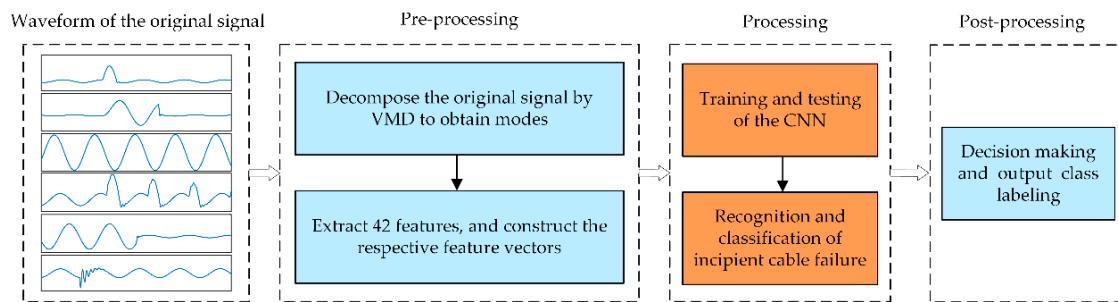 Waveform of the original signal
Pre-processing
Processing
Post-processing
Decompose the original signal by
VMD to obtain modes
Extract 42 features, and construct the
respective feature vectors
Training and testing
of the CNN
Recognition and
classification of
incipient cable failure
Decision making
and output class
labeling